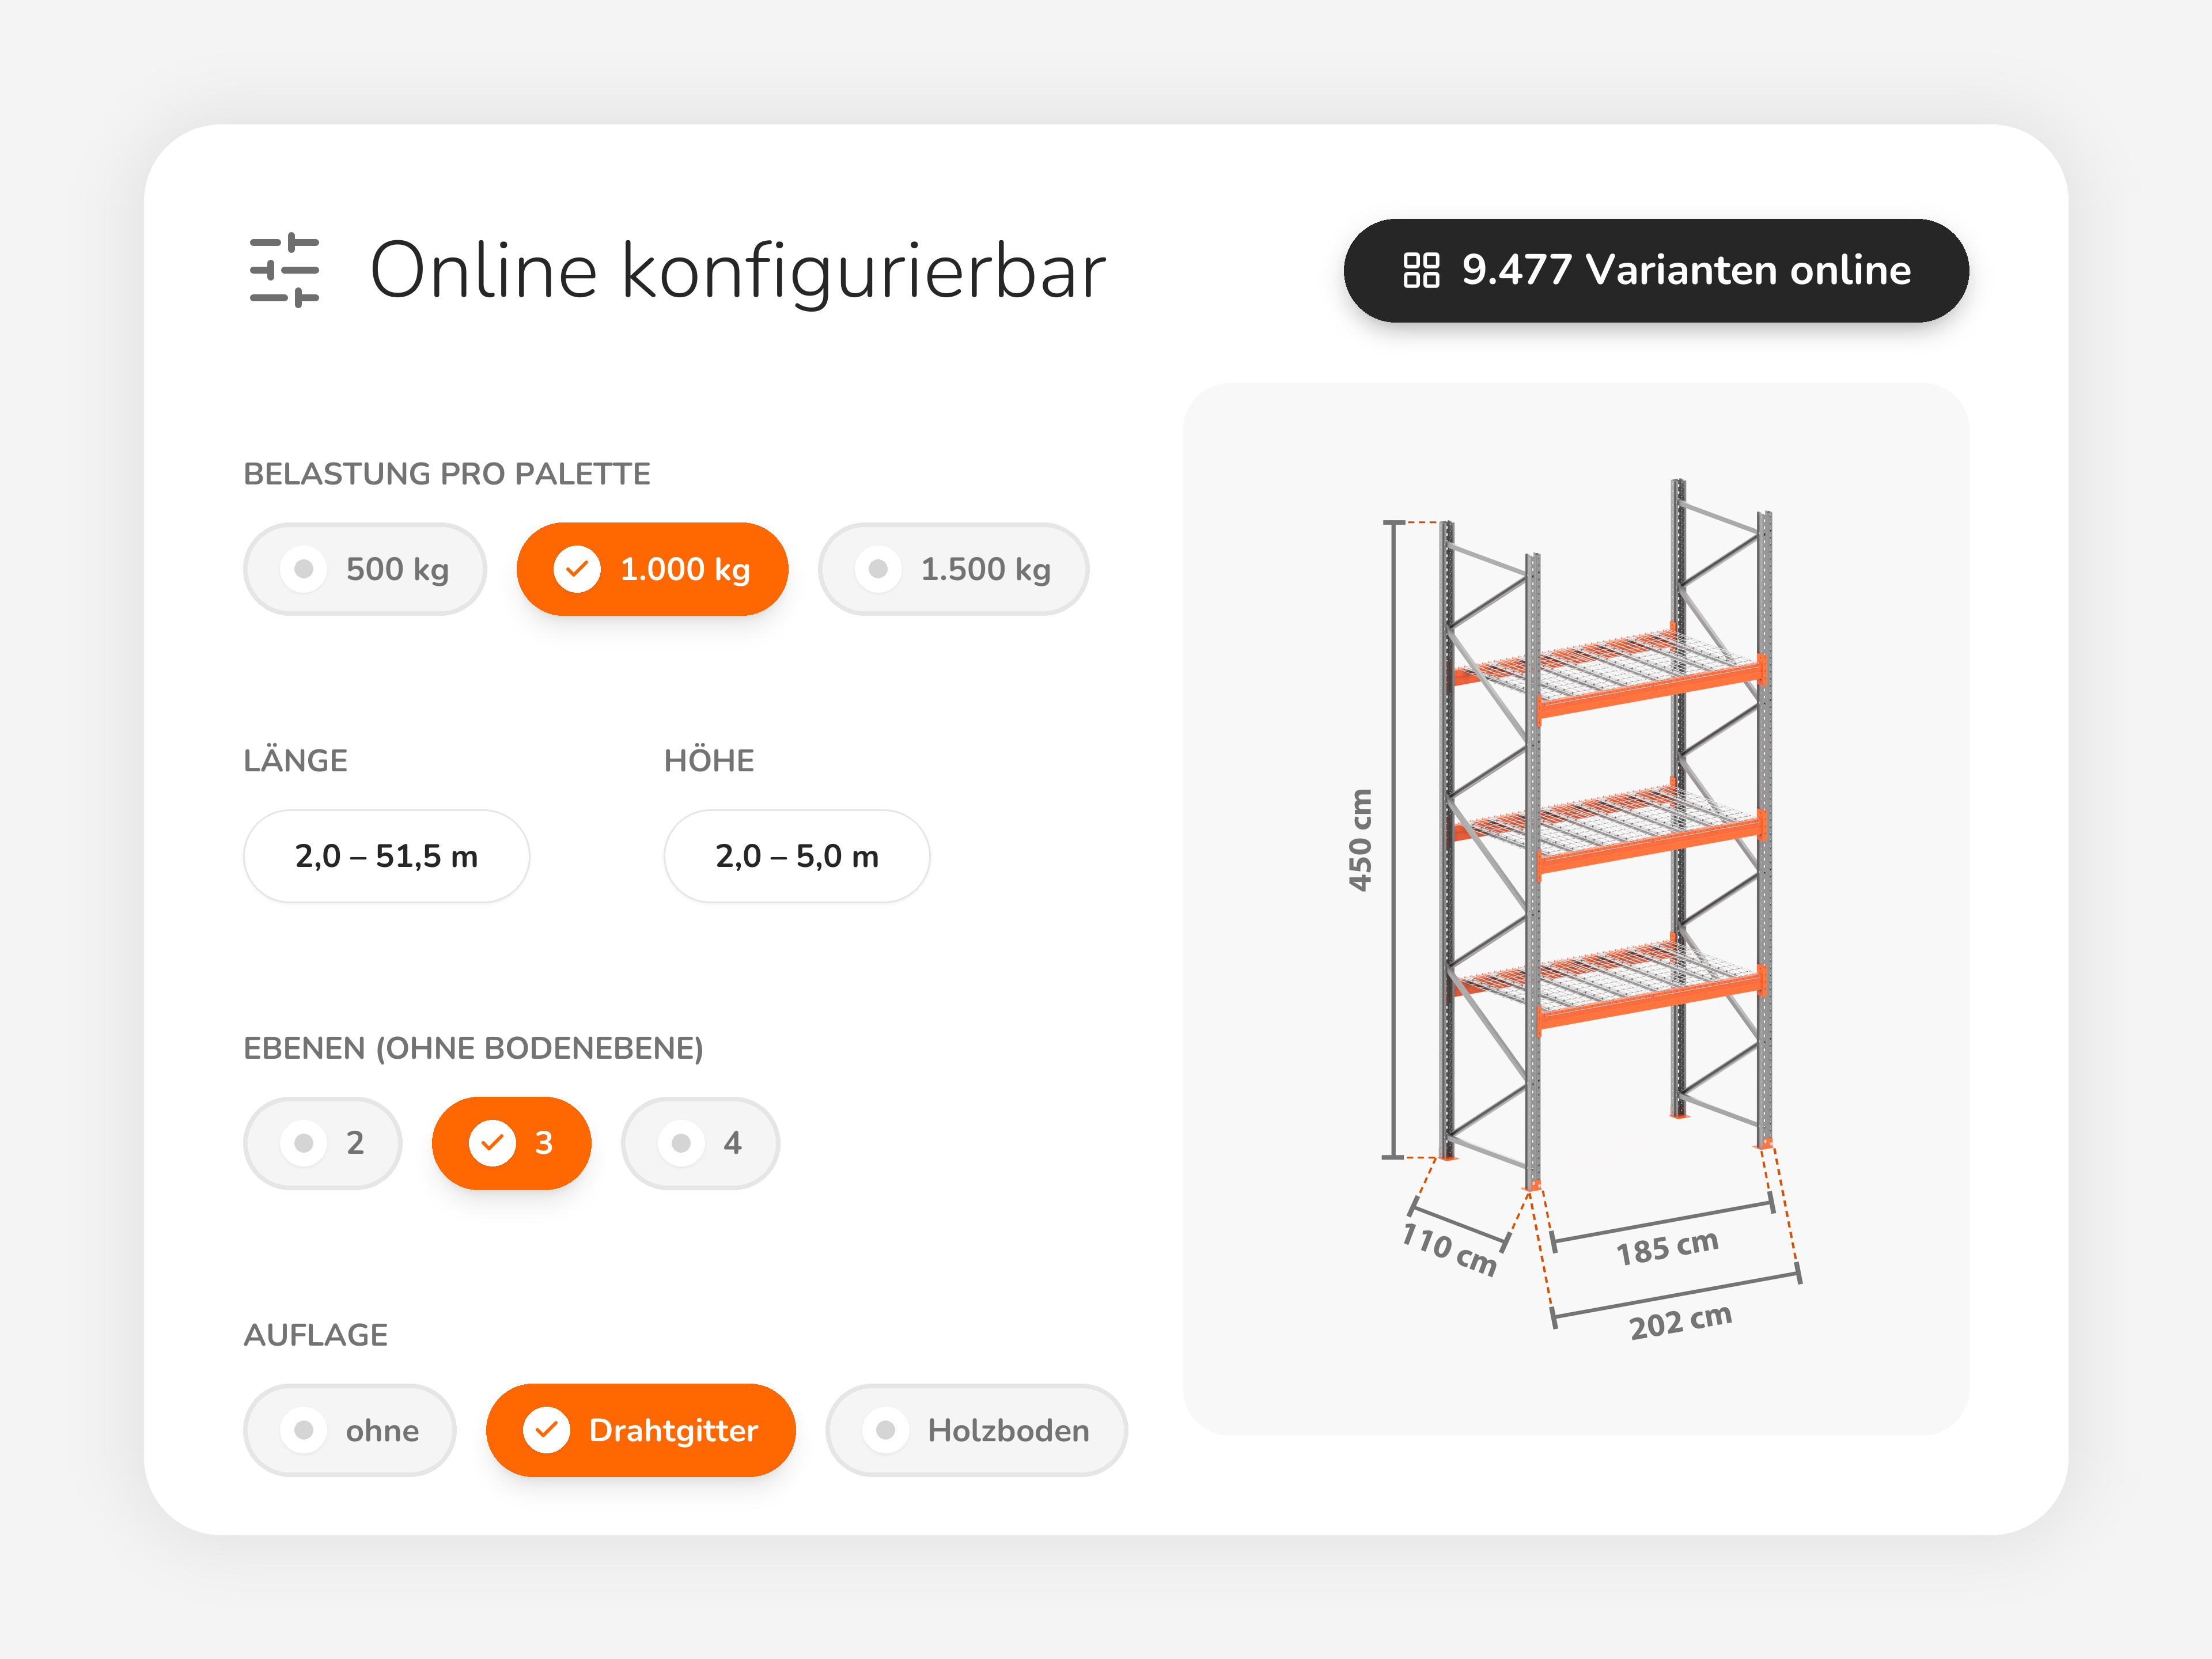 Online konfigurierbar
9.477 Varianten online
BELASTUNG PRO PALETTE
500 kg
1.000 kg
1.500 kg
LÄNGE
HÖHE
2,0 – 51,5 m
2,0 – 5,0 m
EBENEN (OHNE BODENEBENE)
2
3
4
AUFLAGE
ohne
Drahtgitter
Holzboden
450 cm
110 cm
185 cm
202 cm